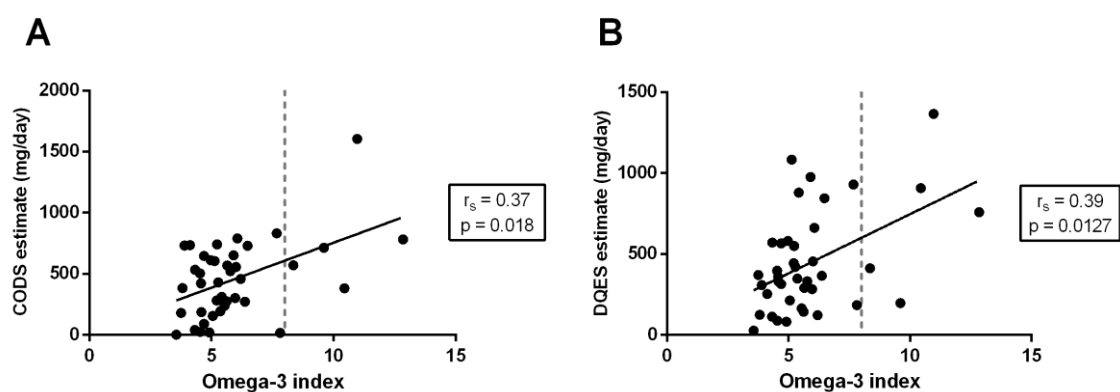 A
CODS estimate (mg/day)
2000
1500
1000
500
0
0 5 10 15
Omega-3 index
rs = 0.37
p = 0.018
B
DQES estimate (mg/day)
1500
1000
500
0
0 5 10 15
Omega-3 index
rs = 0.39
p = 0.0127